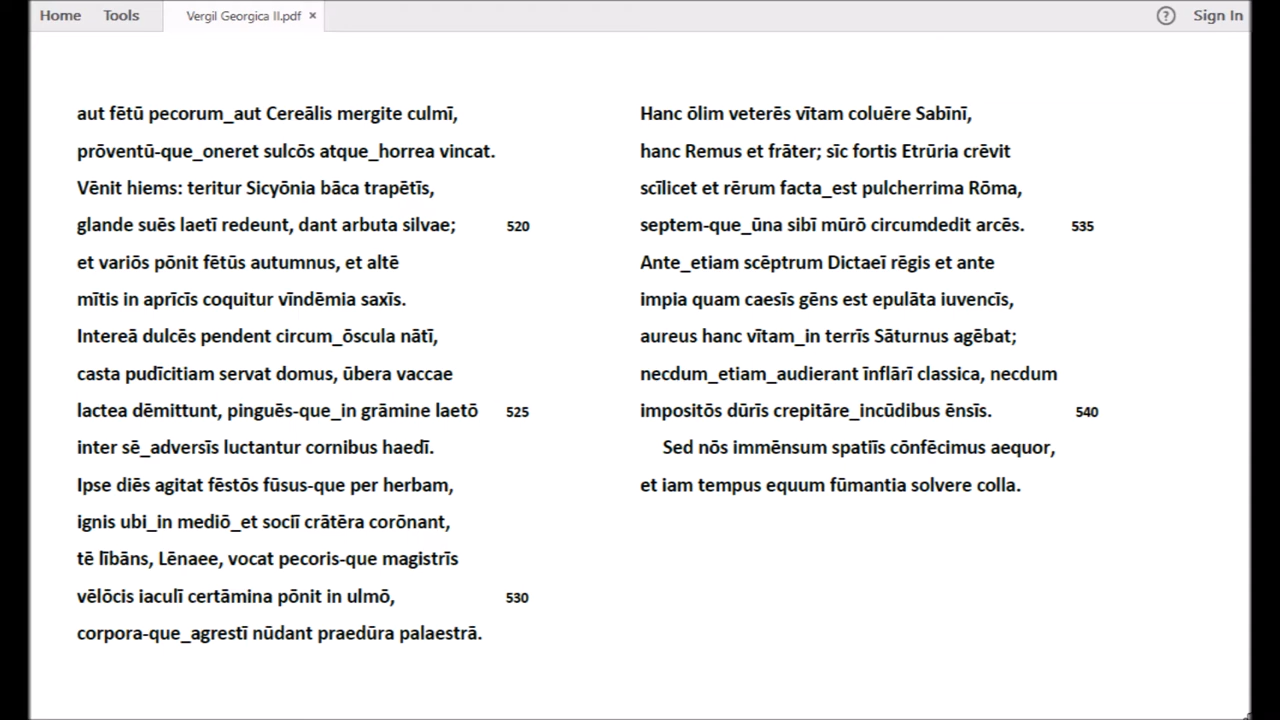 Home Tools Vergil Georgica II.pdf × ? Sign In
aut fētū pecorum_aut Cereālis mergite culmī,
prōventū-que_oneret sulcōs atque_horrea vincat.
Vēnit hiems: teritur Sicyōnia bāca trapētīs,
glande suēs laetī redeunt, dant arbuta silvae; 520
et variōs pōnit fētūs autumnus, et altē
mītis in aprīcīs coquitur vīndēmia saxīs.
Intereā dulcēs pendent circum_ōscula nātī,
casta pudīcitiam servat domus, ūbera vaccae
lactea dēmittunt, pinguēs-que_in grāmine laetō 525
inter sē_adversīs luctantur cornibus haedī.
Ipse diēs agitat fēstōs fūsus-que per herbam,
ignis ubi_in mediō_et sociī crātēra corōnant,
tē lībāns, Lēnaee, vocat pecoris-que magistrīs
vēlōcis iaculī certāmina pōnit in ulmō, 530
corpora-que_agrestī nūdant praedūra palaestrā.
Hanc ōlim veterēs vītam coluēre Sabīnī,
hanc Remus et frāter; sīc fortis Etrūria crēvit
scīlicet et rērum facta_est pulcherrima Rōma,
septem-que_ūna sibī mūrō circumdedit arcēs. 535
Ante_etiam scēptrum Dictaeī rēgis et ante
impia quam caesīs gēns est epulāta iuvencīs,
aureus hanc vītam_in terrīs Sāturnus agēbat;
necdum_etiam_audierant īnflārī classica, necdum
impositōs dūrīs crepitāre_incūdibus ēnsīs. 540
Sed nōs immēnsum spatiīs cōnfēcimus aequor,
et iam tempus equum fūmantia solvere colla.